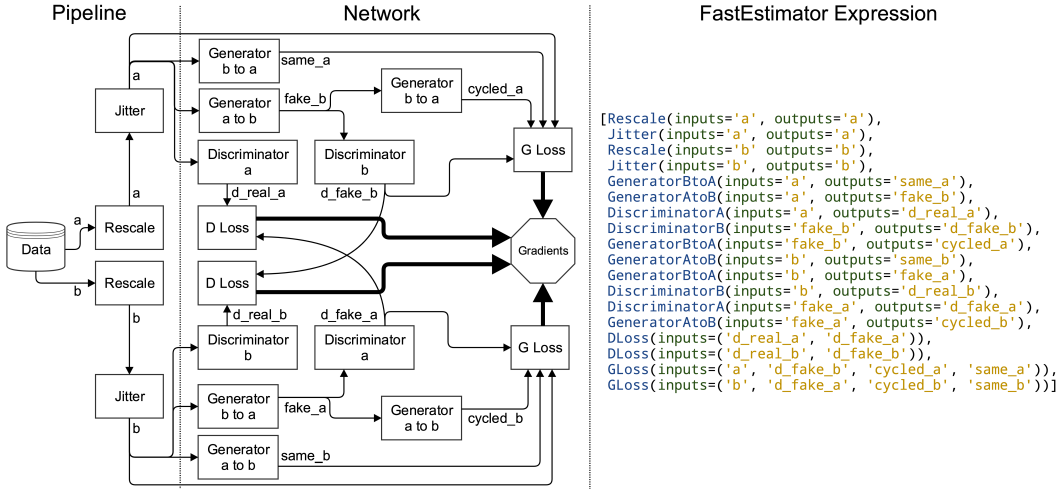 Pipeline
Network
FastEstimator Expression
Generator
b to a
same_a
a
Jitter
Generator
a to b
fake_b
Generator
b to a
cycled_a
G Loss
Discriminator
a
Discriminator
b
d_real_a
d_fake_b
a
a
Rescale
D Loss
Data
Gradients
b
Rescale
D Loss
b
d_real_b
d_fake_a
Discriminator
b
Discriminator
a
G Loss
Jitter
Generator
b to a
fake_a
Generator
a to b
cycled_b
b
Generator
a to b
same_b
[Rescale(inputs='a', outputs='a'),
Jitter(inputs='a', outputs='a'),
Rescale(inputs='b' outputs='b'),
Jitter(inputs='b', outputs='b'),
GeneratorBtoA(inputs='a', outputs='same_a'),
GeneratorAtoB(inputs='a', outputs='fake_b'),
DiscriminatorA(inputs='a', outputs='d_real_a'),
DiscriminatorB(inputs='fake_b', outputs='d_fake_b'),
GeneratorBtoA(inputs='fake_b', outputs='cycled_a'),
GeneratorAtoB(inputs='b', outputs='same_b'),
GeneratorBtoA(inputs='b', outputs='fake_a'),
DiscriminatorB(inputs='b', outputs='d_real_b'),
DiscriminatorA(inputs='fake_a', outputs='d_fake_a'),
GeneratorAtoB(inputs='fake_a', outputs='cycled_b'),
DLoss(inputs=('d_real_a', 'd_fake_a')),
DLoss(inputs=('d_real_b', 'd_fake_b')),
GLoss(inputs=('a', 'd_fake_b', 'cycled_a', 'same_a')),
GLoss(inputs=('b', 'd_fake_a', 'cycled_b', 'same_b'))]